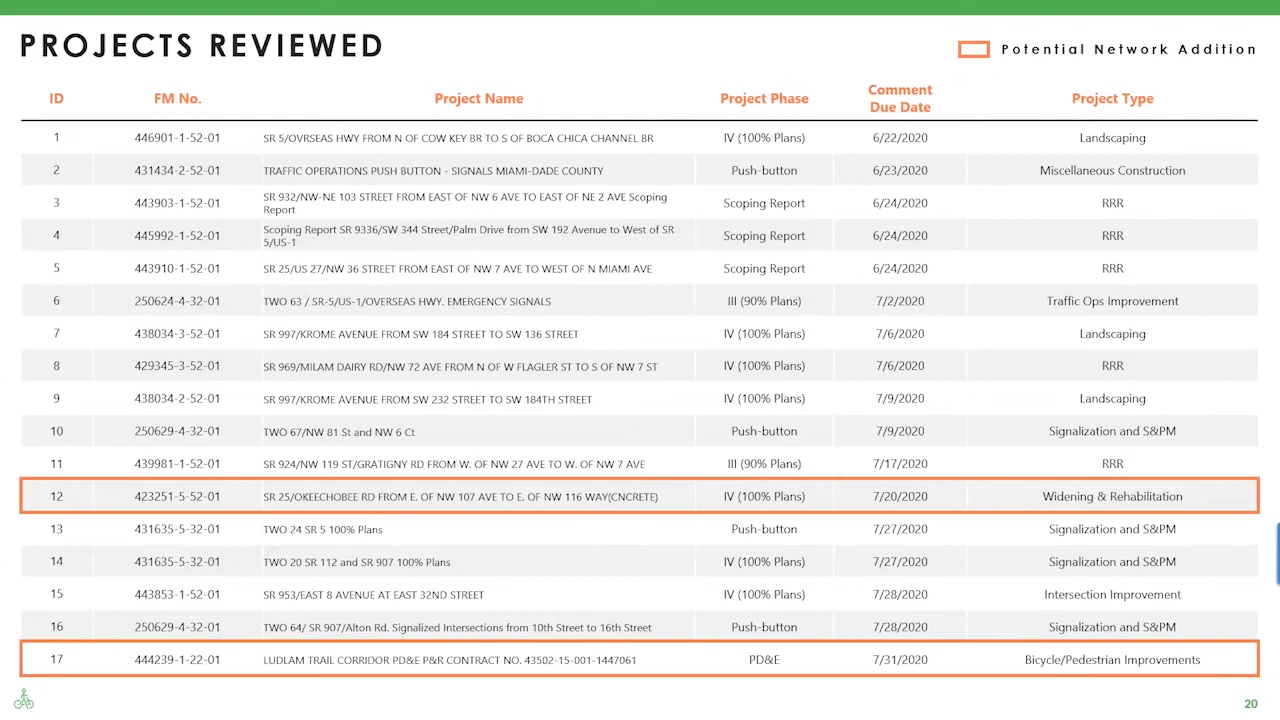 PROJECTS REVIEWED
Potential Network Addition
ID FM No. Project Name Project Phase Comment Due Date Project Type
1 446901-1-52-01 SR 5/OVRSEAS HWY FROM N OF COW KEY BR TO S OF BOCA CHICA CHANNEL BR IV (100% Plans) 6/22/2020 Landscaping
2 431434-2-52-01 TRAFFIC OPERATIONS PUSH BUTTON - SIGNALS MIAMI-DADE COUNTY Push-button 6/23/2020 Miscellaneous Construction
3 443903-1-52-01 SR 932/NW-NE 103 STREET FROM EAST OF NW 6 AVE TO EAST OF NE 2 AVE Scoping Report Scoping Report 6/24/2020 RRR
4 445992-1-52-01 Scoping Report SR 9336/SW 344 Street/Palm Drive from SW 192 Avenue to West of SR 5/US-1 Scoping Report 6/24/2020 RRR
5 443910-1-52-01 SR 25/US 27/NW 36 STREET FROM EAST OF NW 7 AVE TO WEST OF N MIAMI AVE Scoping Report 6/24/2020 RRR
6 250624-4-32-01 TWO 63 / SR-5/US-1/OVERSEAS HWY. EMERGENCY SIGNALS III (90% Plans) 7/2/2020 Traffic Ops Improvement
7 438034-3-52-01 SR 997/KROME AVENUE FROM SW 184 STREET TO SW 136 STREET IV (100% Plans) 7/6/2020 Landscaping
8 429345-3-52-01 SR 969/MILAM DAIRY RD/NW 72 AVE FROM N OF W FLAGLER ST TO S OF NW 7 ST IV (100% Plans) 7/6/2020 RRR
9 438034-2-52-01 SR 997/KROME AVENUE FROM SW 232 STREET TO SW 184TH STREET IV (100% Plans) 7/9/2020 Landscaping
10 250629-4-32-01 TWO 67/NW 81 St and NW 6 Ct Push-button 7/9/2020 Signalization and S&PM
11 439981-1-52-01 SR 924/NW 119 ST/GRATIGNY RD FROM W. OF NW 27 AVE TO W. OF NW 7 AVE III (90% Plans) 7/17/2020 RRR
12 423251-5-52-01 SR 25/OKEECHOBEE RD FROM E. OF NW 107 AVE TO E. OF NW 116 WAY(CNCRETE) IV (100% Plans) 7/20/2020 Widening & Rehabilitation
13 431635-5-32-01 TWO 24 SR 5 100% Plans Push-button 7/27/2020 Signalization and S&PM
14 431635-5-32-01 TWO 20 SR 112 and SR 907 100% Plans IV (100% Plans) 7/27/2020 Signalization and S&PM
15 443853-1-52-01 SR 953/EAST 8 AVENUE AT EAST 32ND STREET IV (100% Plans) 7/28/2020 Intersection Improvement
16 250629-4-32-01 TWO 64/ SR 907/Alton Rd. Signalized Intersections from 10th Street to 16th Street Push-button 7/28/2020 Signalization and S&PM
17 444239-1-22-01 LUDLAM TRAIL CORRIDOR PD&E P&R CONTRACT NO. 43502-15-001-1447061 PD&E 7/31/2020 Bicycle/Pedestrian Improvements
20